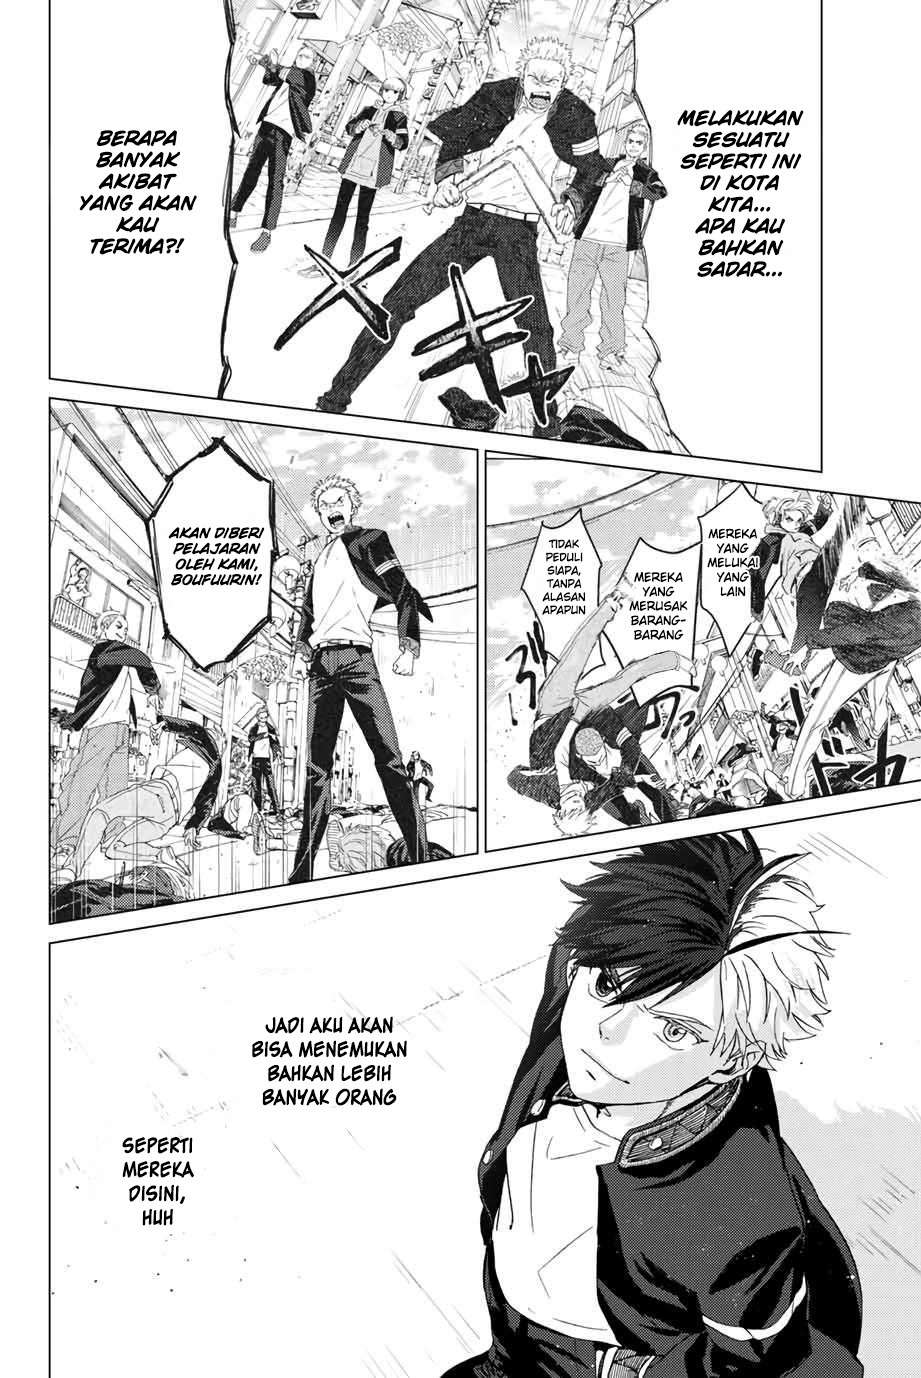 MELAKUKAN
SESUATU
SEPERTI INI
DI KOTA
KITA...
APA KAU
BAHKAN
SADAR...
BERAPA
BANYAK
AKIBAT
YANG AKAN
KAU
TERIMA?!
MEREKA
YANG
MELUKAI
YANG
LAIN
MEREKA
YANG
MERUSAK
BARANG-
BARANG
TIDAK
PEDULI
SIAPA,
TANPA
ALASAN
APAPUN
AKAN DIBERI
PELAJARAN
OLEH KAMI,
BOUFUURIN!
JADI AKU AKAN
BISA MENEMUKAN
BAHKAN LEBIH
BANYAK ORANG
SEPERTI
MEREKA
DISINI,
HUH